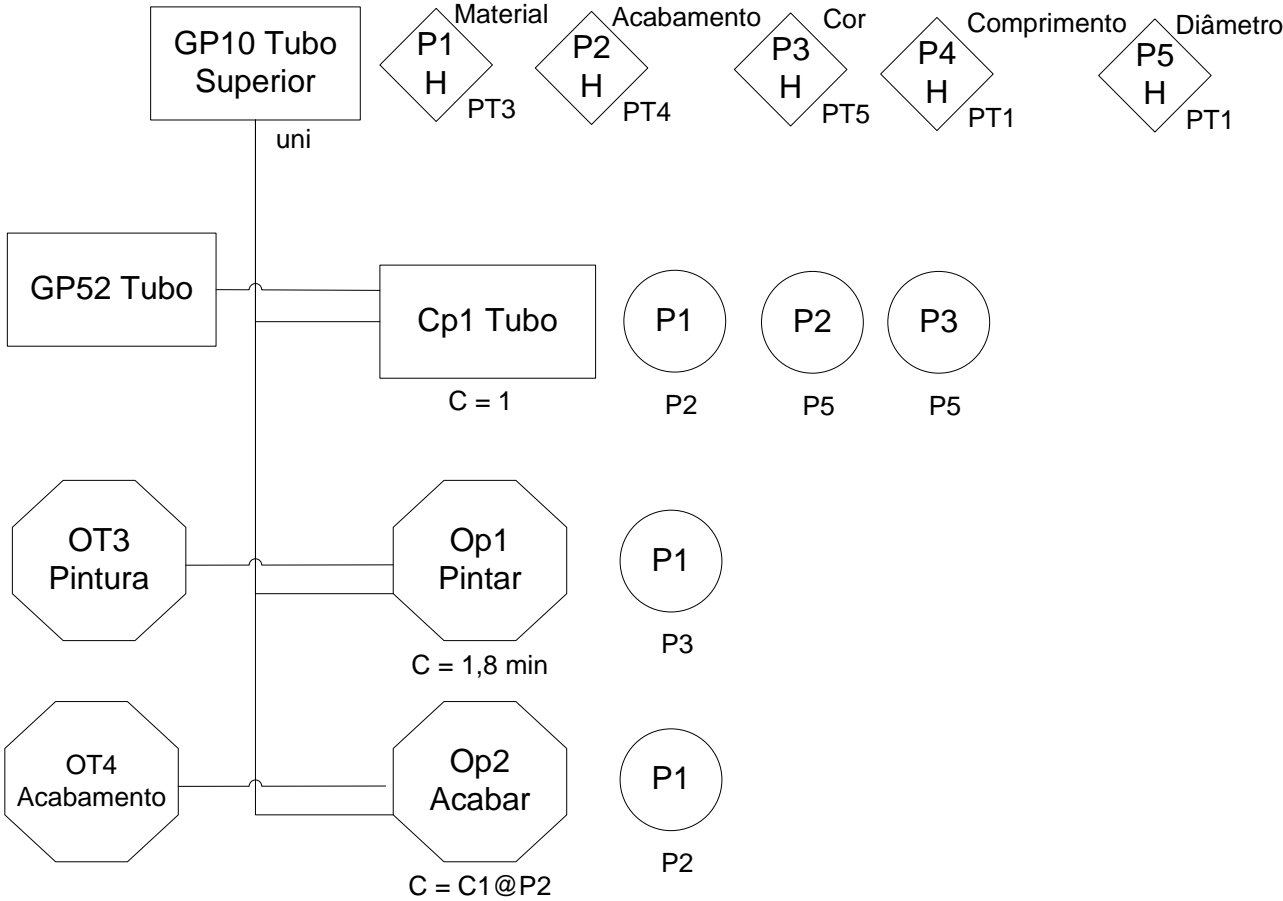 GP10 Tubo
Superior
uni
P1
H
Material
PT3
P2
H
Acabamento
PT4
P3
H
Cor
PT5
P4
H
Comprimento
PT1
P5
H
Diâmetro
PT1
GP52 Tubo
Cp1 Tubo
C = 1
P1
P2
P2
P5
P3
P5
OT3
Pintura
Op1
Pintar
C = 1,8 min
P1
P3
OT4
Acabamento
Op2
Acabar
C = C1@P2
P1
P2